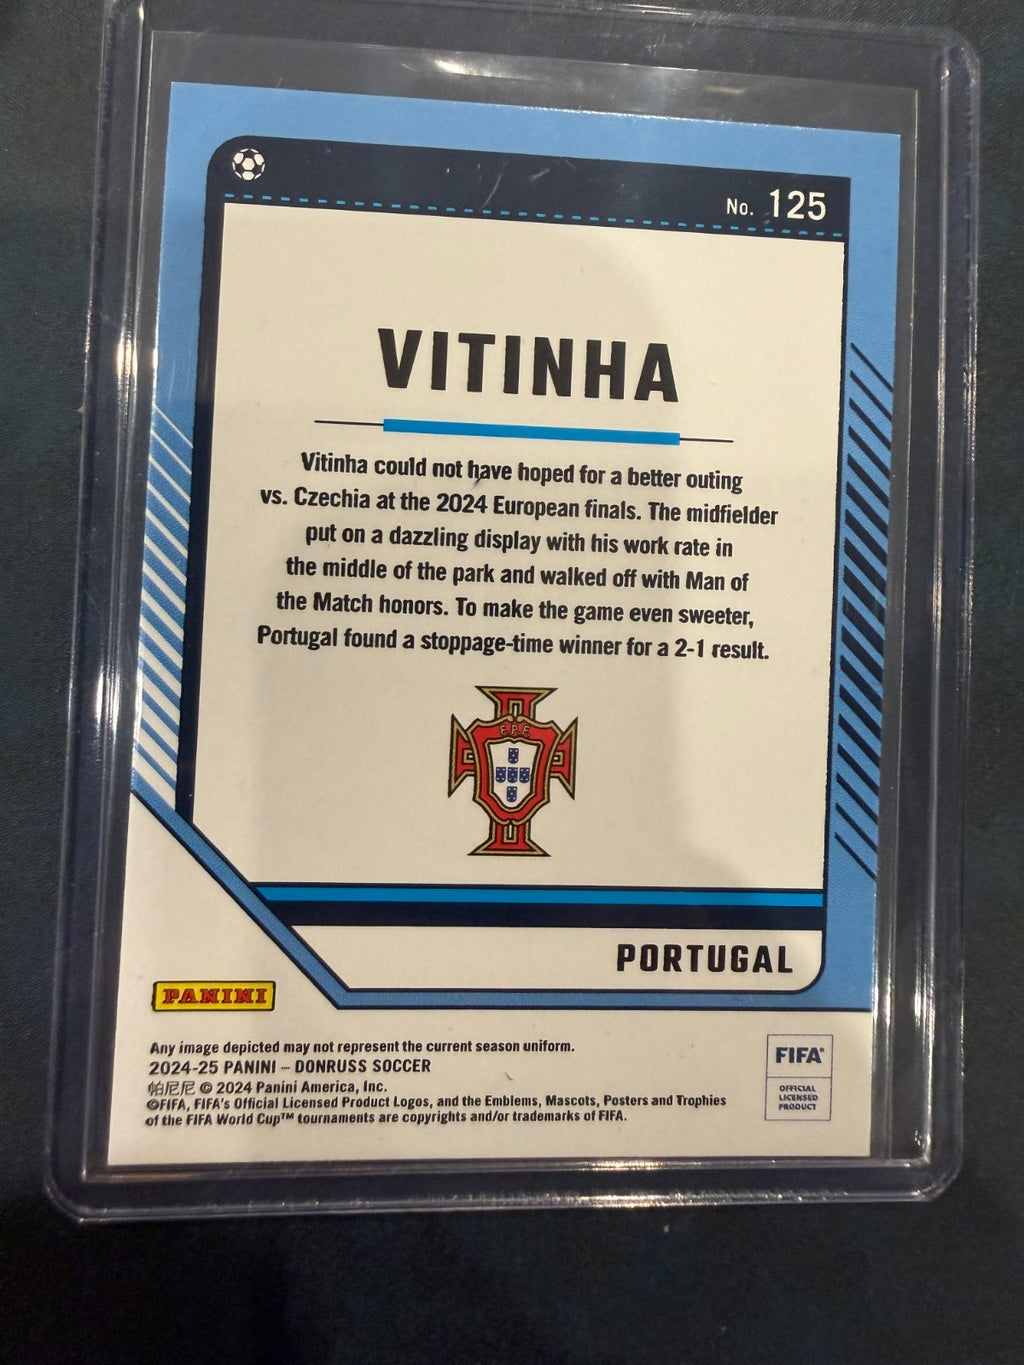 No. 125
VITINHA
Vitinha could not have hoped for a better outing
vs. Czechia at the 2024 European finals. The midfielder
put on a dazzling display with his work rate in
the middle of the park and walked off with Man of
the Match honors. To make the game even sweeter,
Portugal found a stoppage-time winner for a 2-1 result.
F.P.F.
PORTUGAL
PANINI
Any image depicted may not represent the current season uniform.
2024-25 PANINI – DONRUSS SOCCER
帕尼尼 © 2024 Panini America, Inc.
©FIFA, FIFA's Official Licensed Product Logos, and the Emblems, Mascots, Posters and Trophies
of the FIFA World Cup™ tournaments are copyrights and/or trademarks of FIFA.
FIFA®
OFFICIAL
LICENSED
PRODUCT